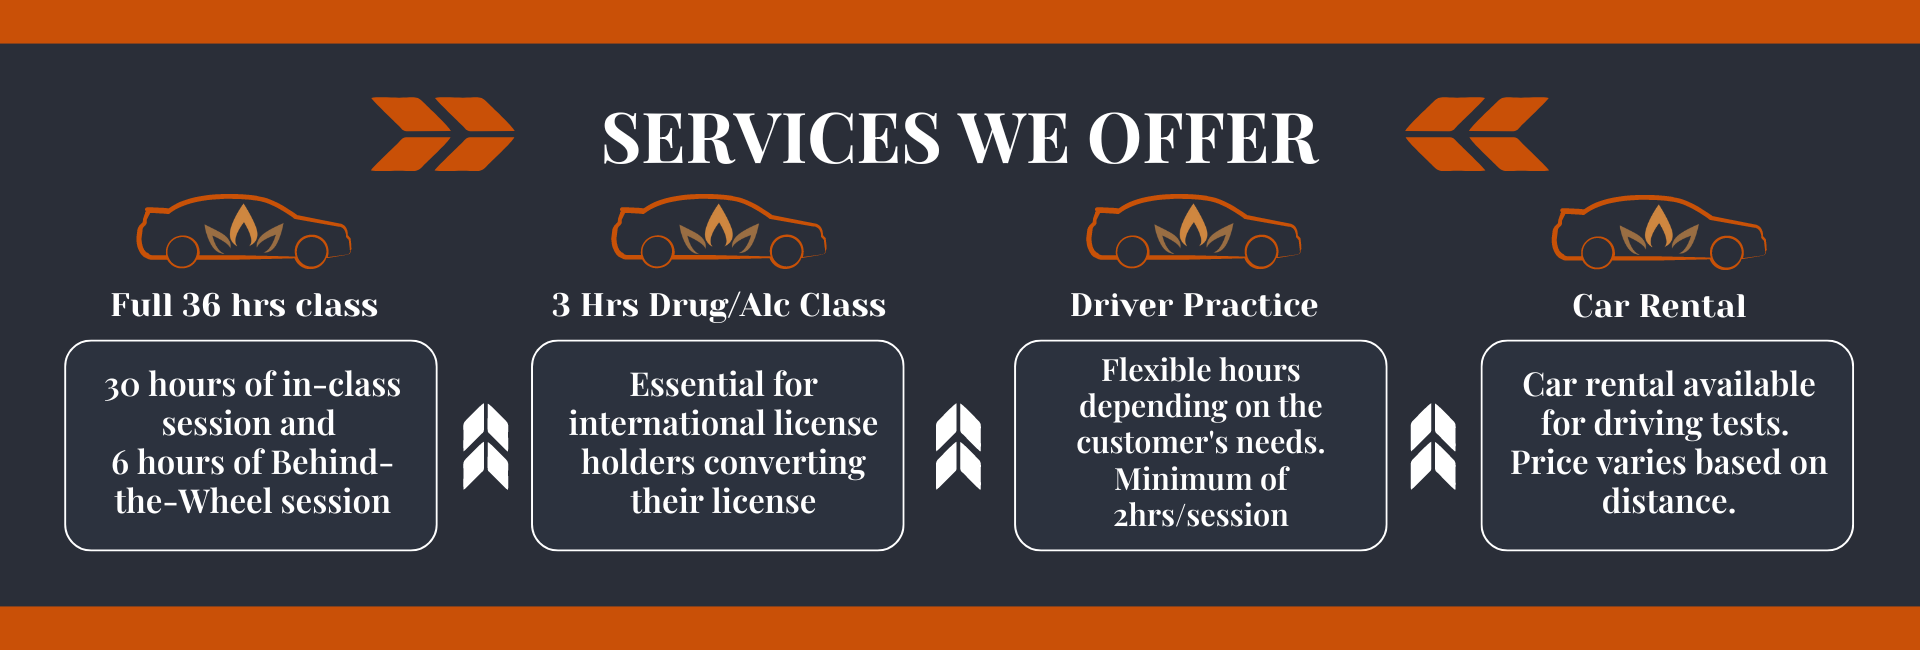 SERVICES WE OFFER
Full 36 hrs class
30 hours of in-class
session and
6 hours of Behind-
the-Wheel session
3 Hrs Drug/Alc Class
Essential for
international license
holders converting
their license
Driver Practice
Flexible hours
depending on the
customer's needs.
Minimum of
2hrs/session
Car Rental
Car rental available
for driving tests.
Price varies based on
distance.